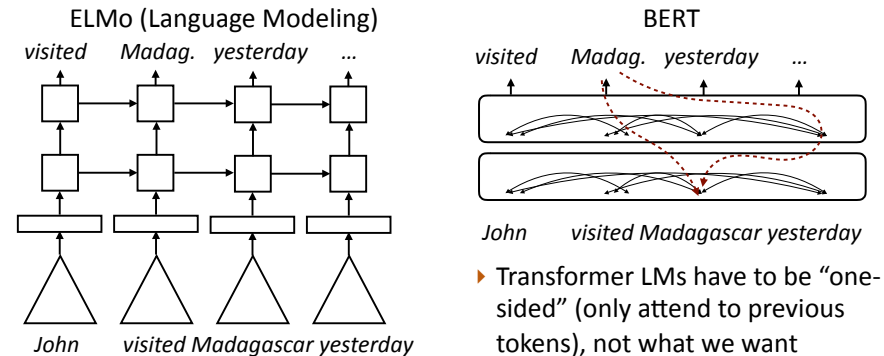 ELMo (Language Modeling)
visited Madag. yesterday ...
John visited Madagascar yesterday
BERT
visited Madag. yesterday ...
John visited Madagascar yesterday
Transformer LMs have to be “one-
sided” (only attend to previous
tokens), not what we want